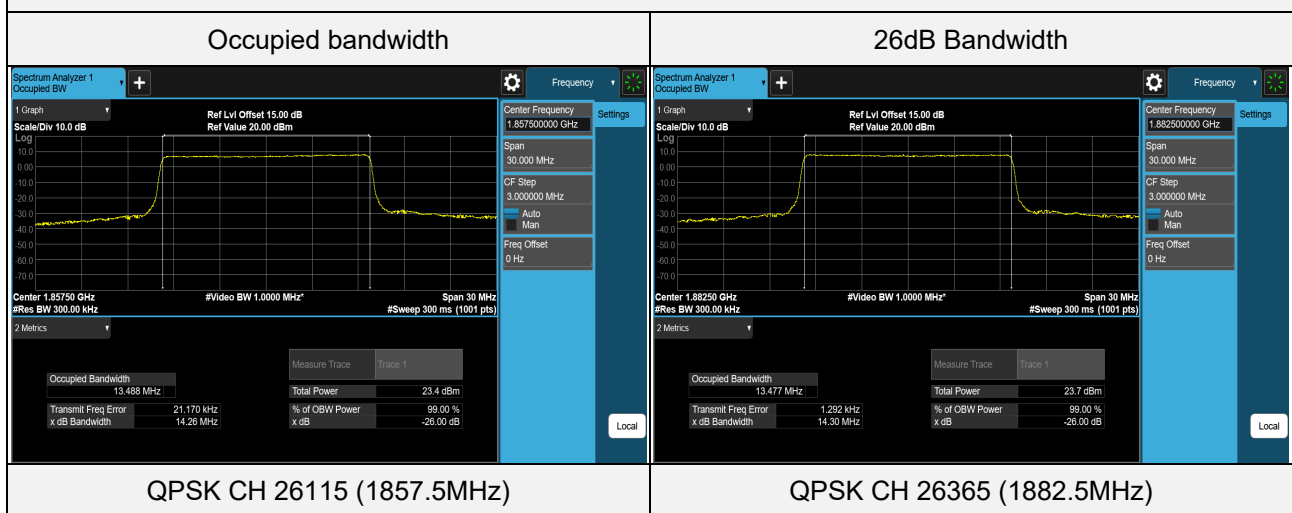 Occupied bandwidth
26dB Bandwidth
Spectrum Analyzer 1
Occupied BW
+
Frequency
1 Graph
Scale/Div 10.0 dB
Ref Lvl Offset 15.00 dB
Ref Value 20.00 dBm
Log
10.0
0.00
-10.0
-20.0
-30.0
-40.0
-50.0
-60.0
-70.0
Center 1.85750 GHz
#Res BW 300.00 kHz
#Video BW 1.0000 MHz*
Span 30 MHz
#Sweep 300 ms (1001 pts)
2 Metrics
Measure Trace
Trace 1
Occupied Bandwidth
13.488 MHz
Total Power
23.4 dBm
Transmit Freq Error
21.170 kHz
% of OBW Power
99.00 %
x dB Bandwidth
14.26 MHz
x dB
-26.00 dB
Center Frequency
1.857500000 GHz
Settings
Span
30.000 MHz
CF Step
3.000000 MHz
Auto
Man
Freq Offset
0 Hz
Local
Spectrum Analyzer 1
Occupied BW
+
Frequency
1 Graph
Scale/Div 10.0 dB
Ref Lvl Offset 15.00 dB
Ref Value 20.00 dBm
Log
10.0
0.00
-10.0
-20.0
-30.0
-40.0
-50.0
-60.0
-70.0
Center 1.88250 GHz
#Res BW 300.00 kHz
#Video BW 1.0000 MHz*
Span 30 MHz
#Sweep 300 ms (1001 pts)
2 Metrics
Measure Trace
Trace 1
Occupied Bandwidth
13.477 MHz
Total Power
23.7 dBm
Transmit Freq Error
1.292 kHz
% of OBW Power
99.00 %
x dB Bandwidth
14.30 MHz
x dB
-26.00 dB
Center Frequency
1.882500000 GHz
Settings
Span
30.000 MHz
CF Step
3.000000 MHz
Auto
Man
Freq Offset
0 Hz
Local
QPSK CH 26115 (1857.5MHz)
QPSK CH 26365 (1882.5MHz)